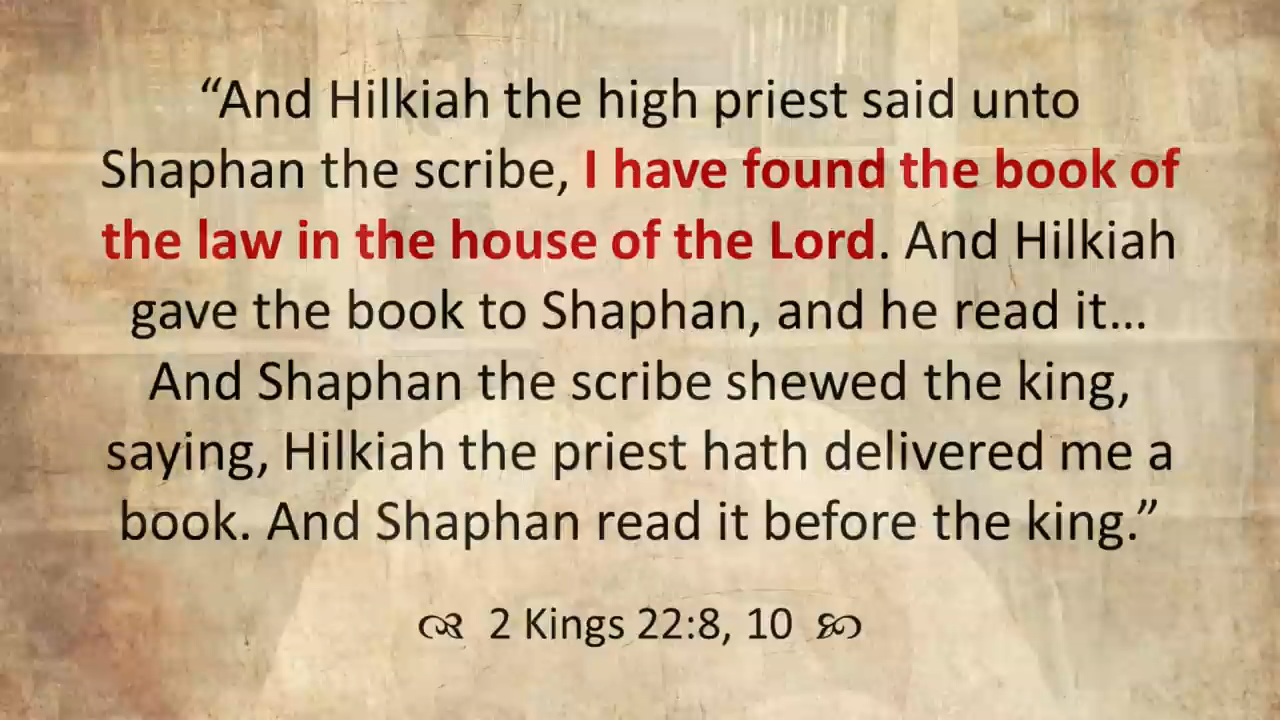 “And Hilkiah the high priest said unto
Shaphan the scribe, I have found the book of
the law in the house of the Lord. And Hilkiah
gave the book to Shaphan, and he read it…
And Shaphan the scribe shewed the king,
saying, Hilkiah the priest hath delivered me a
book. And Shaphan read it before the king.”
2 Kings 22:8, 10